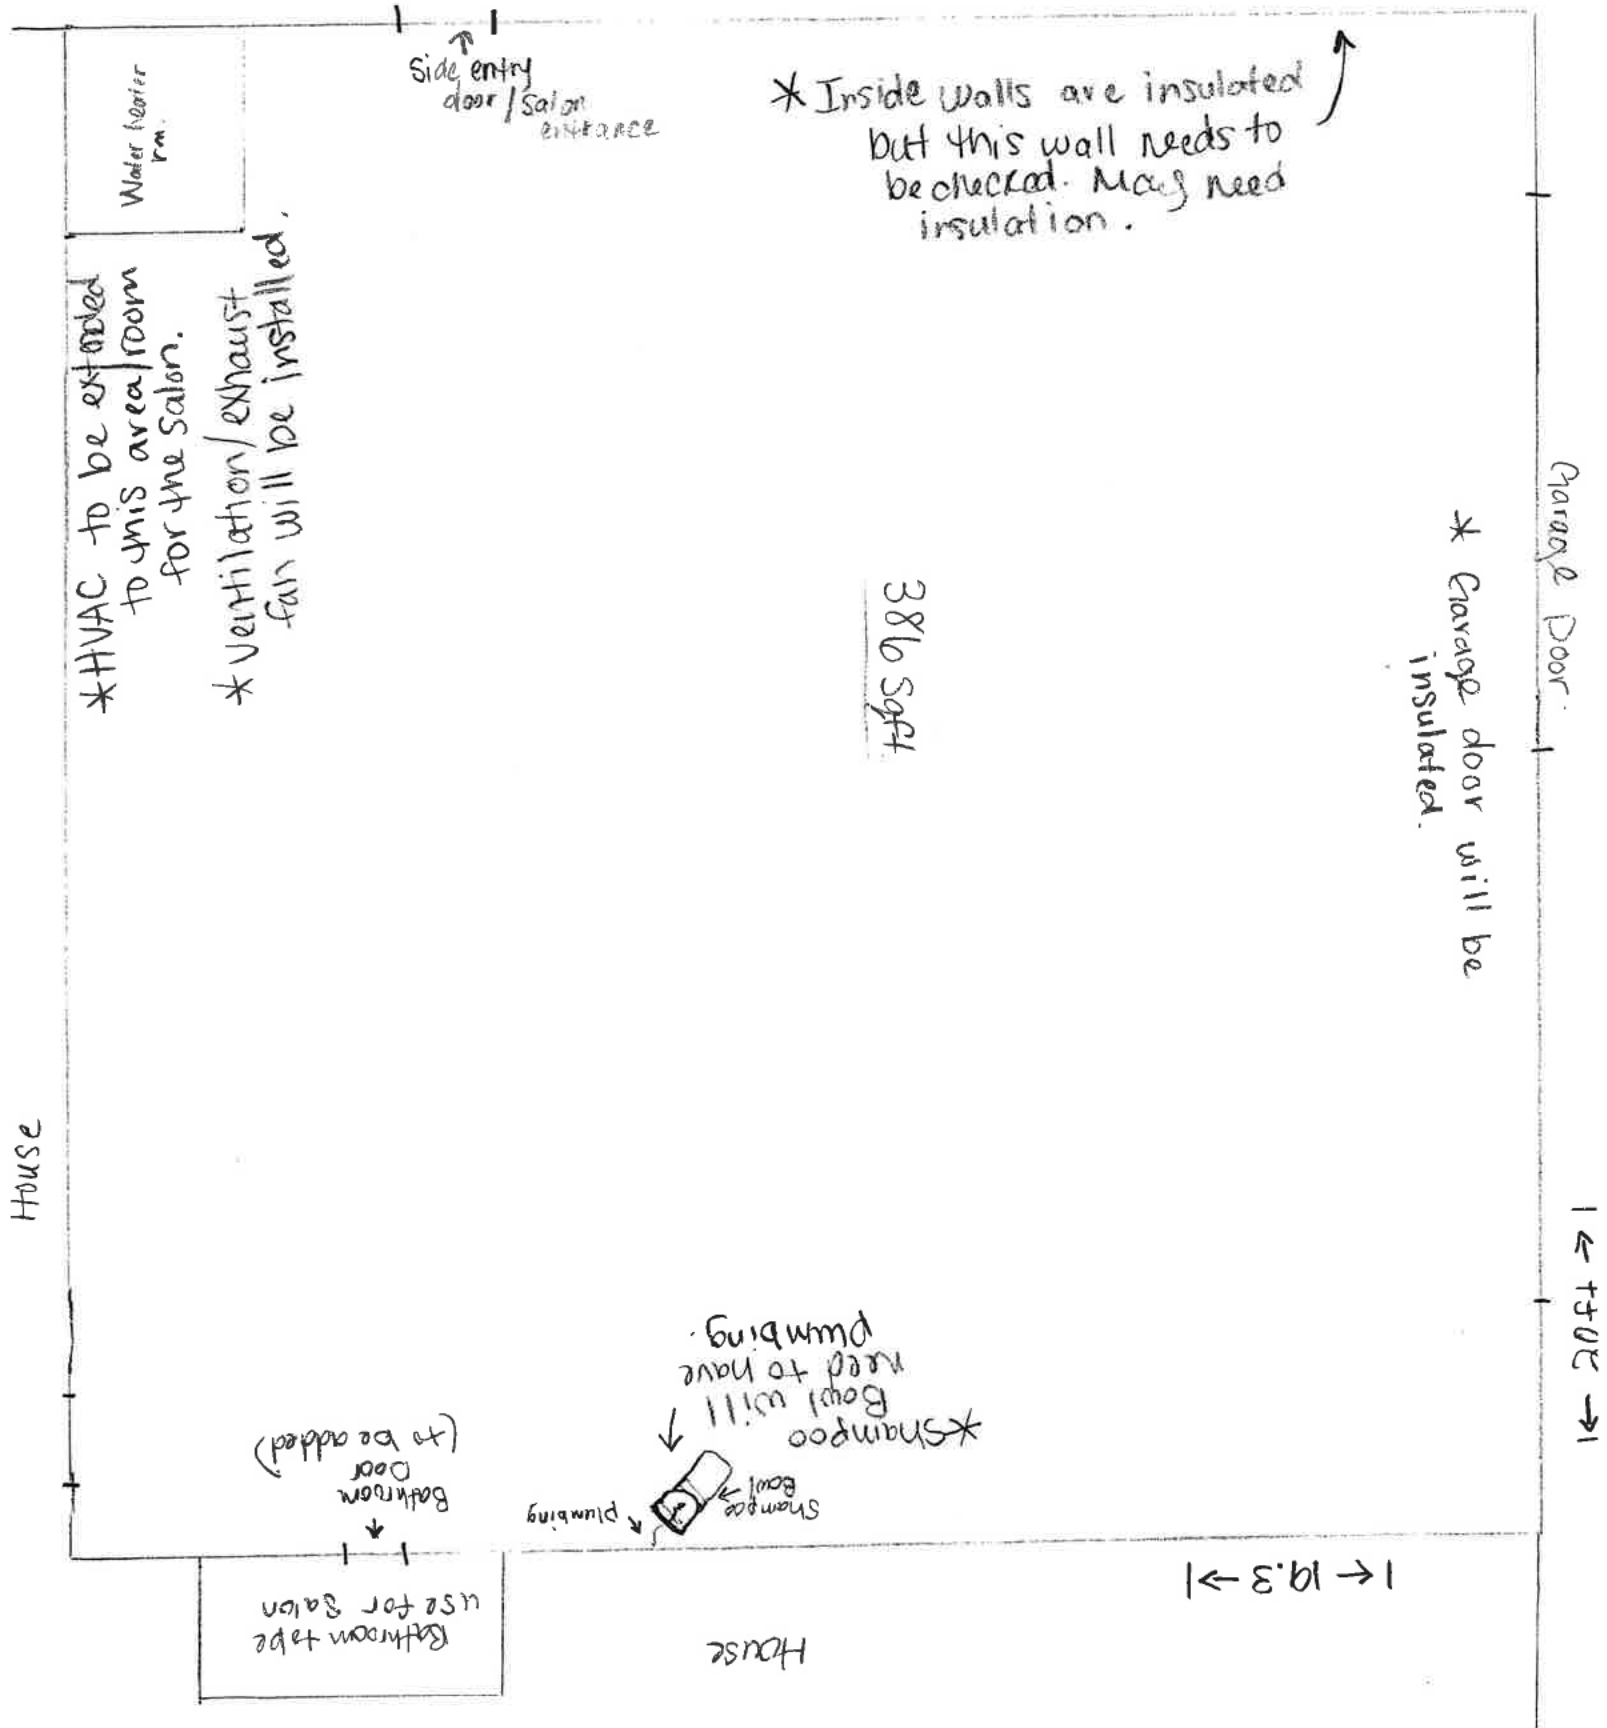 Side entry
door/salon
entrance
* Inside walls are insulated
but this wall needs to
be checked. May need
insulation.
Water heater
rm.
*HVAC to be extended
to this area/room
for the salon.
* Ventilation/exhaust
fan will be installed.
386 Sqft
Garage Door
* Garage door will be
insulated.
House
|← 20ft →|
*Shampoo
Bowl will
need to have
plumbing.
Shampoo
Bowl
plumbing
Bathroom
Door
(to be added)
Bathroom to be
use for salon
|← 19.3 →|
House